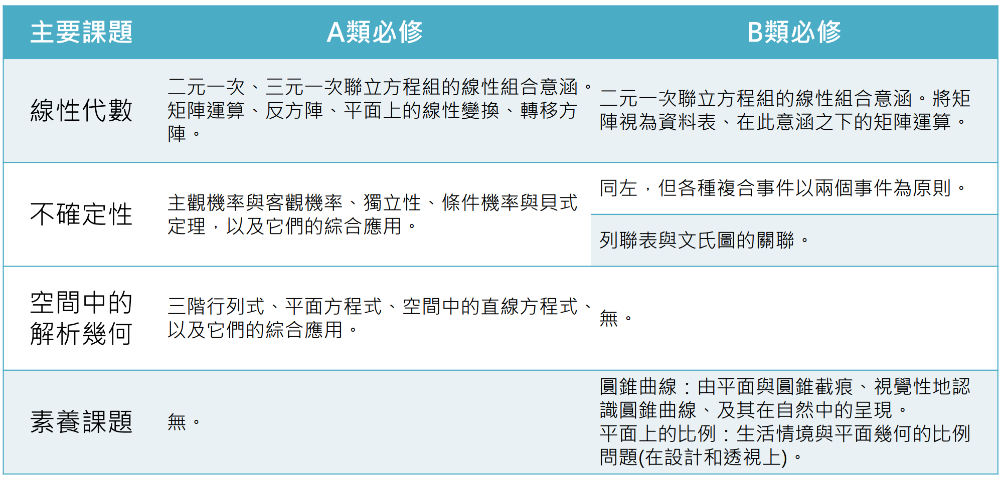 主要課題
A類必修
B類必修
線性代數
二元一次、三元一次聯立方程組的線性組合意涵。
矩陣運算、反方陣、平面上的線性變換、轉移方
陣。
二元一次聯立方程組的線性組合意涵。將矩
陣視為資料表、在此意涵之下的矩陣運算。
不確定性
主觀機率與客觀機率、獨立性、條件機率與貝式
定理，以及它們的綜合應用。
同左，但各種複合事件以兩個事件為原則。
列聯表與文氏圖的關聯。
空間中的
解析幾何
三階行列式、平面方程式、空間中的直線方程式、
以及它們的綜合應用。
無。
素養課題
無。
圓錐曲線：由平面與圓錐截痕、視覺性地認
識圓錐曲線、及其在自然中的呈現。
平面上的比例：生活情境與平面幾何的比例
問題(在設計和透視上)。